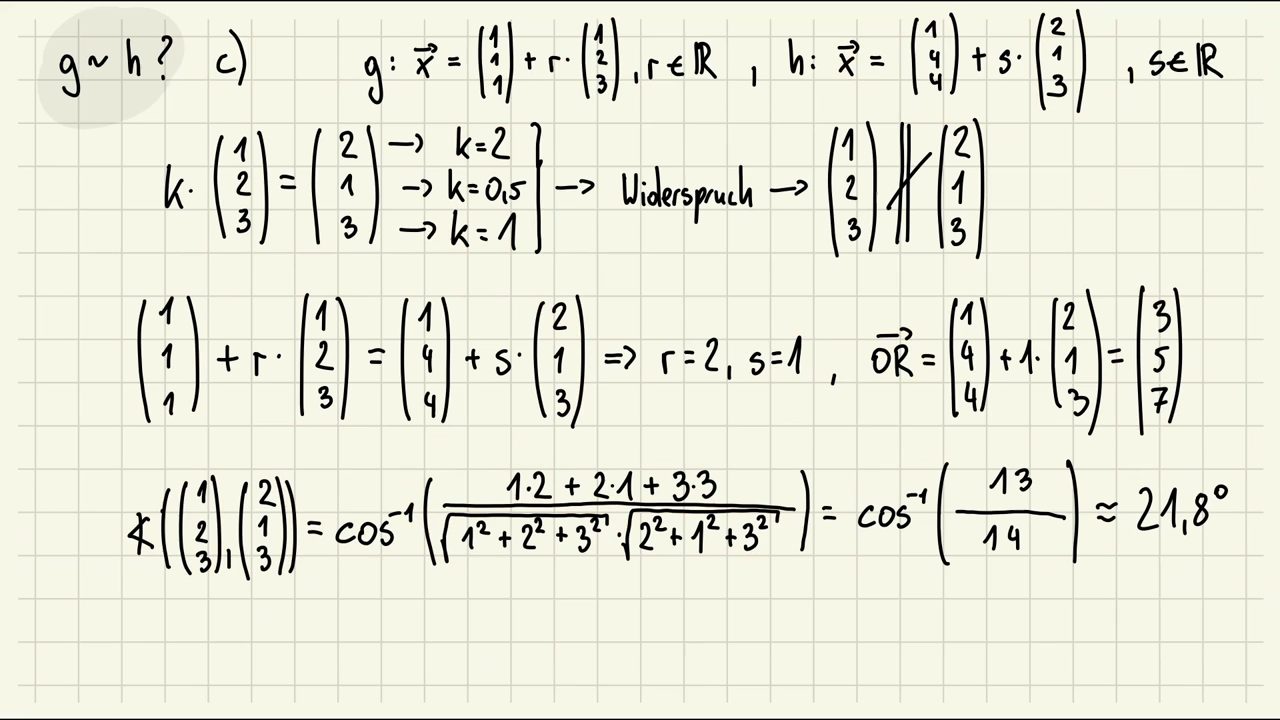 g ~ h ? c) g: x⃗ = (1 1 1) + r · (1 2 3) , r ∈ ℝ , h: x⃗ = (1 4 4) + s · (2 1 3) , s ∈ ℝ
k · (1 2 3) = (2 1 3) → k = 2 → k = 0,5 → k = 1 ] → Widerspruch → (1 2 3) ∦ (2 1 3)
(1 1 1) + r · (1 2 3) = (1 4 4) + s · (2 1 3) => r = 2, s = 1 , O⃗R⃗ = (1 4 4) + 1 · (2 1 3) = (3 5 7)
∢((1 2 3), (2 1 3)) = cos⁻¹((1·2 + 2·1 + 3·3) / (√(1² + 2² + 3²) · √(2² + 1² + 3²))) = cos⁻¹(13 / 14) ≈ 21,8°